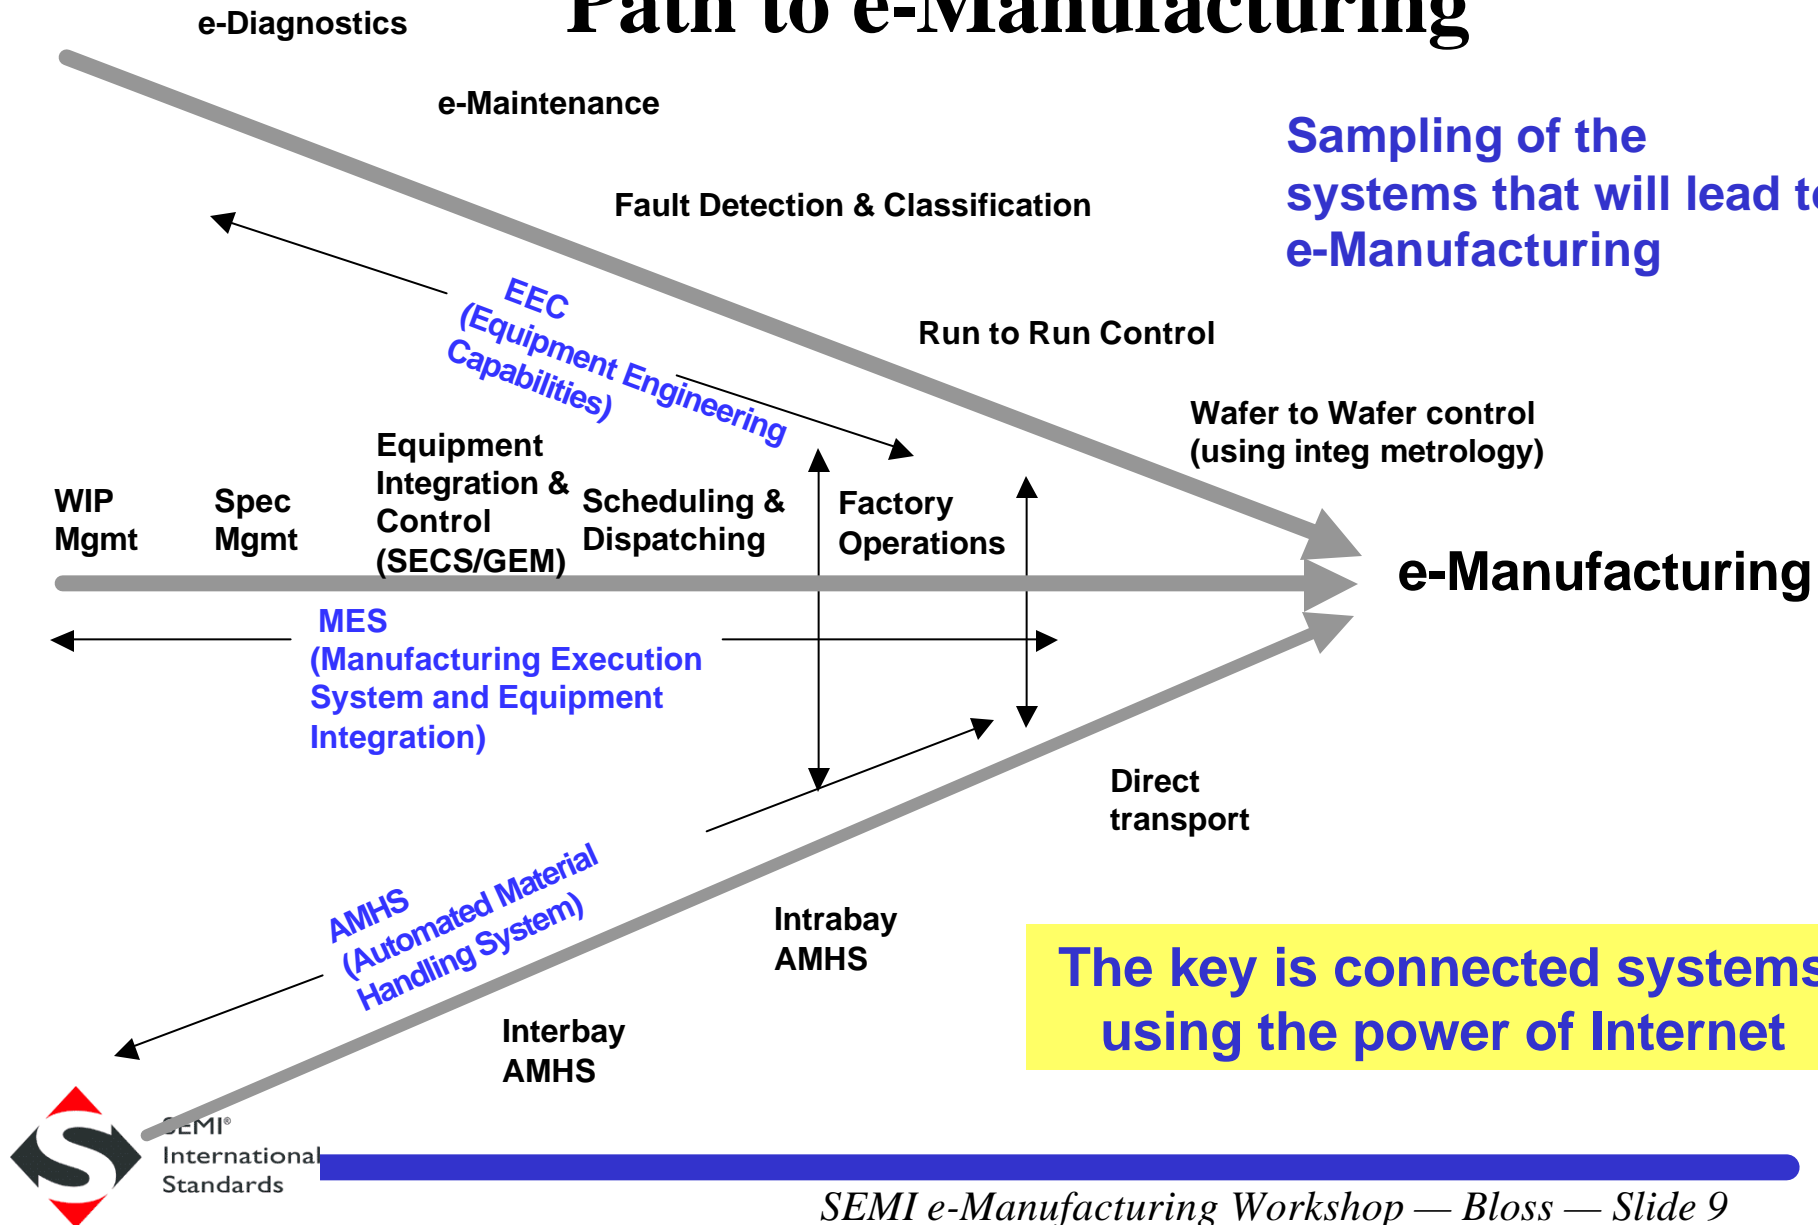 Path to e-Manufacturing
e-Diagnostics
e-Maintenance
Sampling of the
systems that will lead to
e-Manufacturing
Fault Detection & Classification
EEC
(Equipment Engineering
Capabilities)
Run to Run Control
Wafer to Wafer control
(using integ metrology)
WIP
Mgmt
Spec
Mgmt
Equipment
Integration &
Control
(SECS/GEM)
Scheduling &
Dispatching
Factory
Operations
e-Manufacturing
MES
(Manufacturing Execution
System and Equipment
Integration)
Direct
transport
AMHS
(Automated Material
Handling System)
Intrabay
AMHS
Interbay
AMHS
The key is connected systems
using the power of Internet
SEMI®
International
Standards
SEMI e-Manufacturing Workshop — Bloss — Slide 9